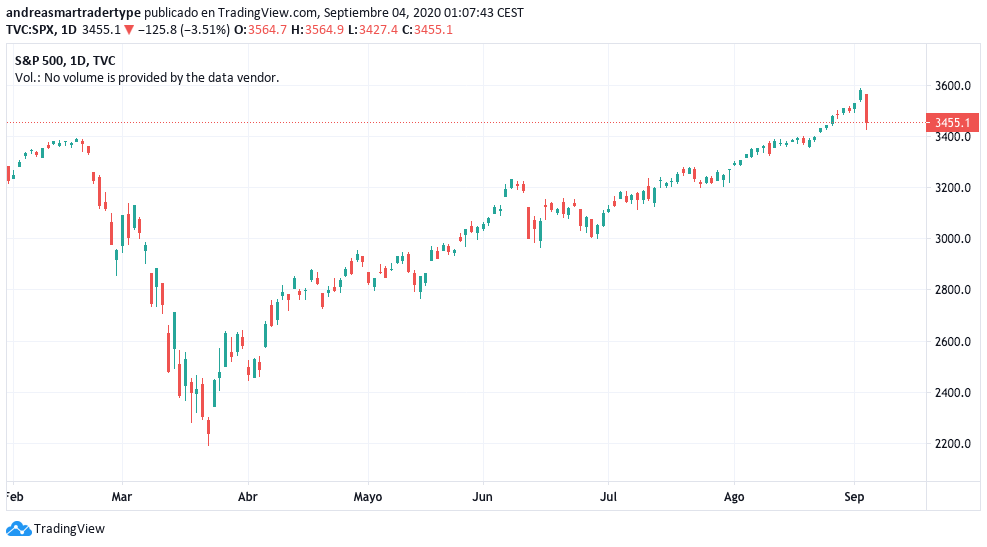 andreasmartradertype publicado en TradingView.com, Septiembre 04, 2020 01:07:43 CEST
TVC:SPX, 1D 3455.1 ▼ −125.8 (−3.51%) O:3564.7 H:3564.9 L:3427.4 C:3455.1
S&P 500, 1D, TVC
Vol.: No volume is provided by the data vendor.
3600.0
3455.1
3400.0
3200.0
3000.0
2800.0
2600.0
2400.0
2200.0
Feb Mar Abr Mayo Jun Jul Ago Sep
TradingView